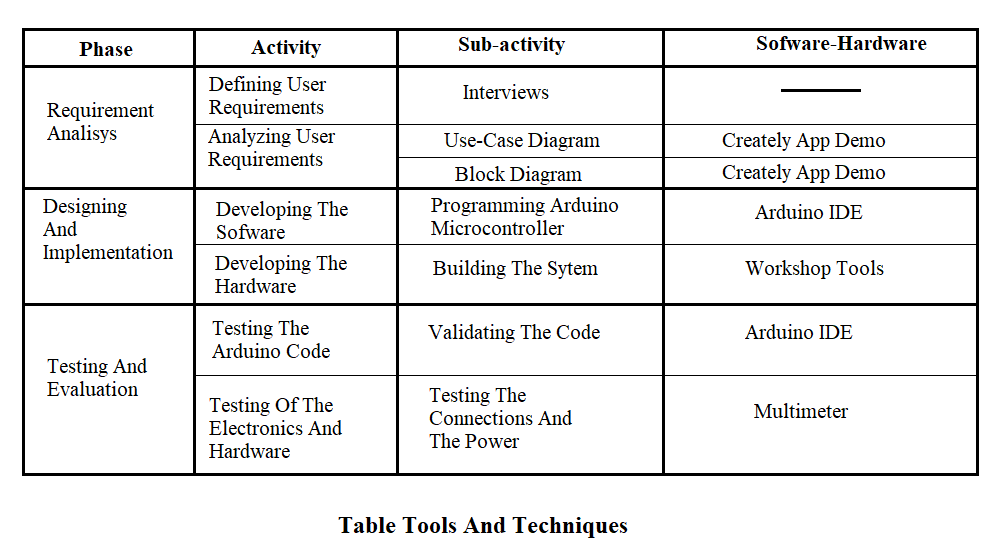 Phase Activity Sub-activity Sofware-Hardware
Requirement
Analisys
Defining User
Requirements
Interviews
Analyzing User
Requirements
Use-Case Diagram
Creately App Demo
Block Diagram
Creately App Demo
Designing
And
Implementation
Developing The
Sofware
Programming Arduino
Microcontroller
Arduino IDE
Developing The
Hardware
Building The Sytem
Workshop Tools
Testing And
Evaluation
Testing The
Arduino Code
Validating The Code
Arduino IDE
Testing Of The
Electronics And
Hardware
Testing The
Connections And
The Power
Multimeter
Table Tools And Techniques